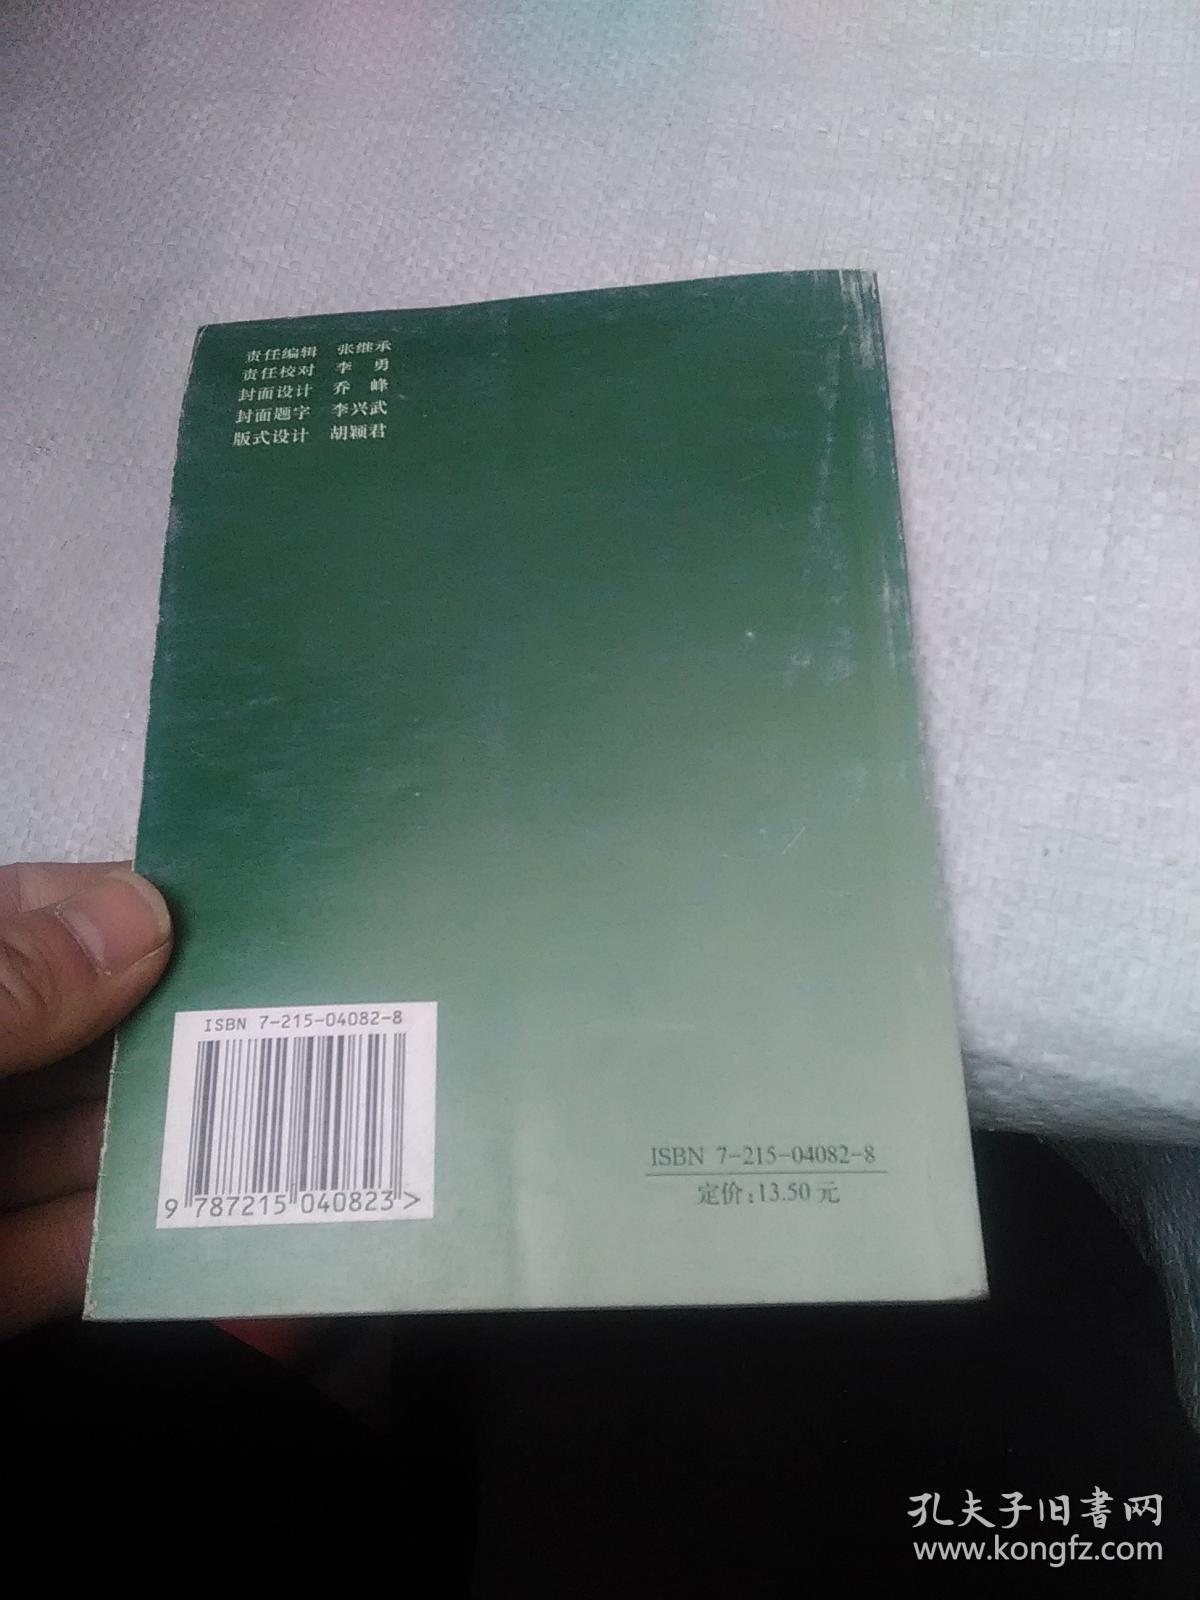 责任编辑 张继承
责任校对 李 勇
封面设计 乔 峰
封面题字 李兴武
版式设计 胡颖君
ISBN 7-215-04082-8
9 787215 040823 >
ISBN 7-215-04082-8
定价:13.50元
孔夫子旧書网
www.kongfz.com